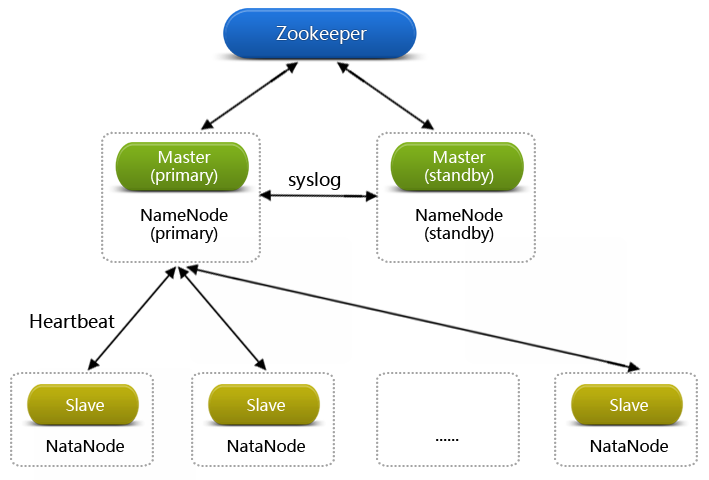 Zookeeper
Master
(primary)
NameNode
(primary)
syslog
Master
(standby)
NameNode
(standby)
Heartbeat
Slave
NataNode
Slave
NataNode
......
Slave
NataNode